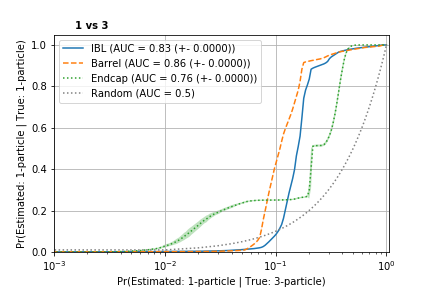 1 vs 3
IBL (AUC = 0.83 (+- 0.0000))
Barrel (AUC = 0.86 (+- 0.0000))
Endcap (AUC = 0.76 (+- 0.0000))
Random (AUC = 0.5)
Pr(Estimated: 1-particle | True: 1-particle)
1.0
0.8
0.6
0.4
0.2
0.0
10⁻³ 10⁻² 10⁻¹ 10⁰
Pr(Estimated: 1-particle | True: 3-particle)